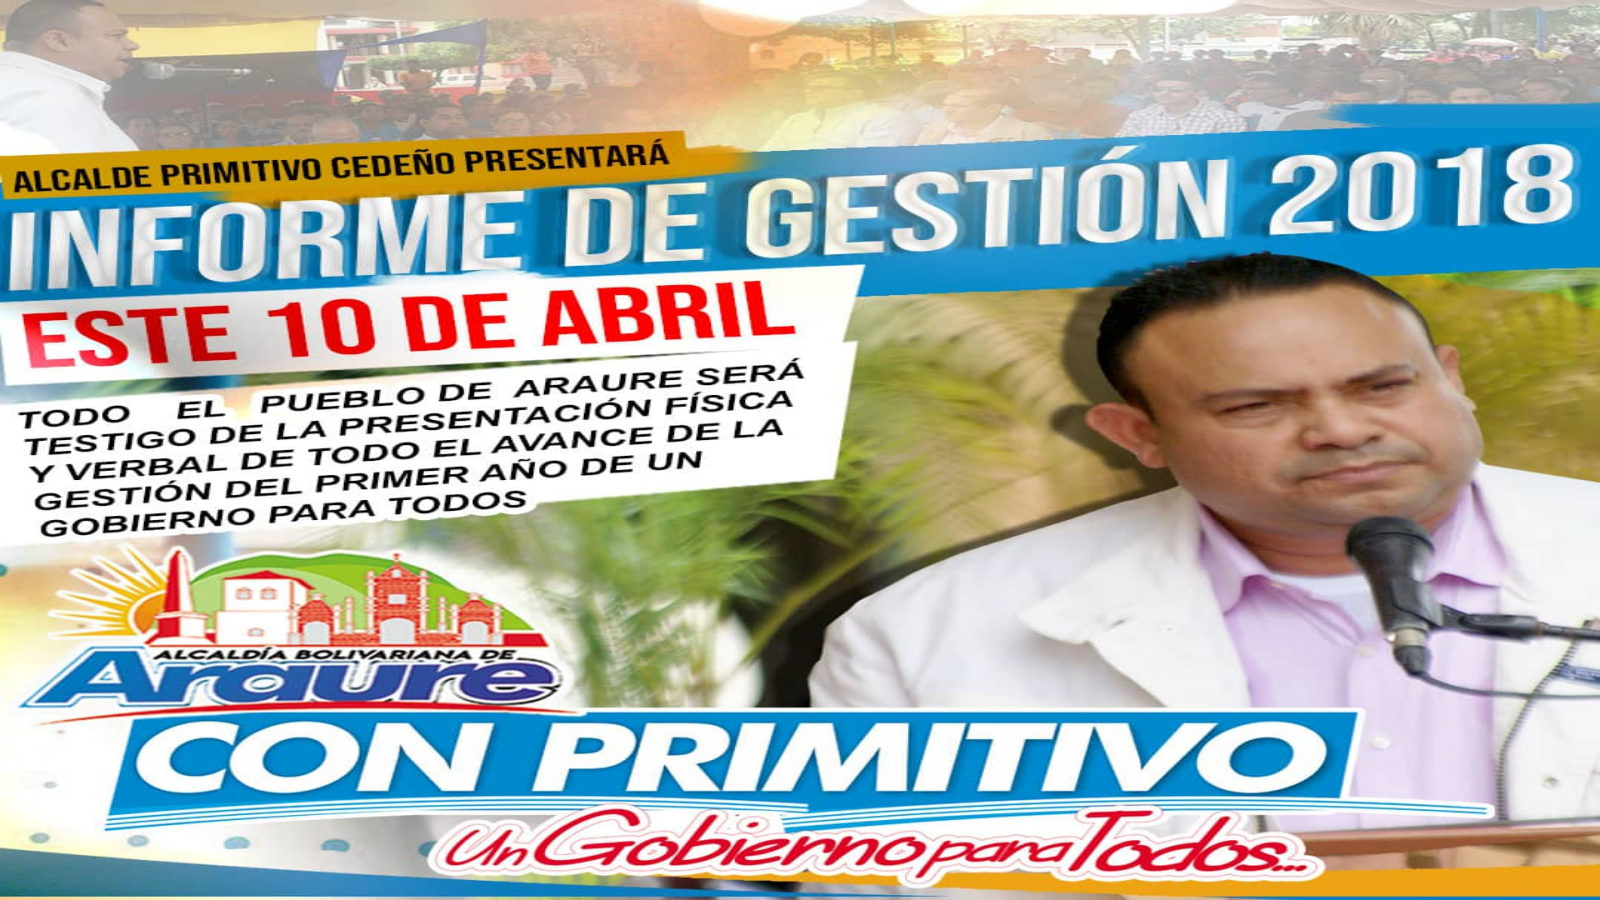 ALCALDE PRIMITIVO CEDEÑO PRESENTARÁ
INFORME DE GESTIÓN 2018
ESTE 10 DE ABRIL
TODO EL PUEBLO DE ARAURE SERÁ
TESTIGO DE LA PRESENTACIÓN FÍSICA
Y VERBAL DE TODO EL AVANCE DE LA
GESTIÓN DEL PRIMER AÑO DE UN
GOBIERNO PARA TODOS
ALCALDÍA BOLIVARIANA DE
Araure
CON PRIMITIVO
Un Gobierno para Todos...